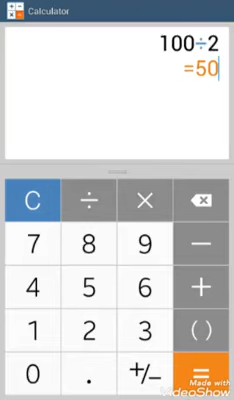 Calculator
100÷2
=50
C ÷ ×
7 8 9 −
4 5 6 +
1 2 3 ( )
0 . +/− =
Made with
VideoShow